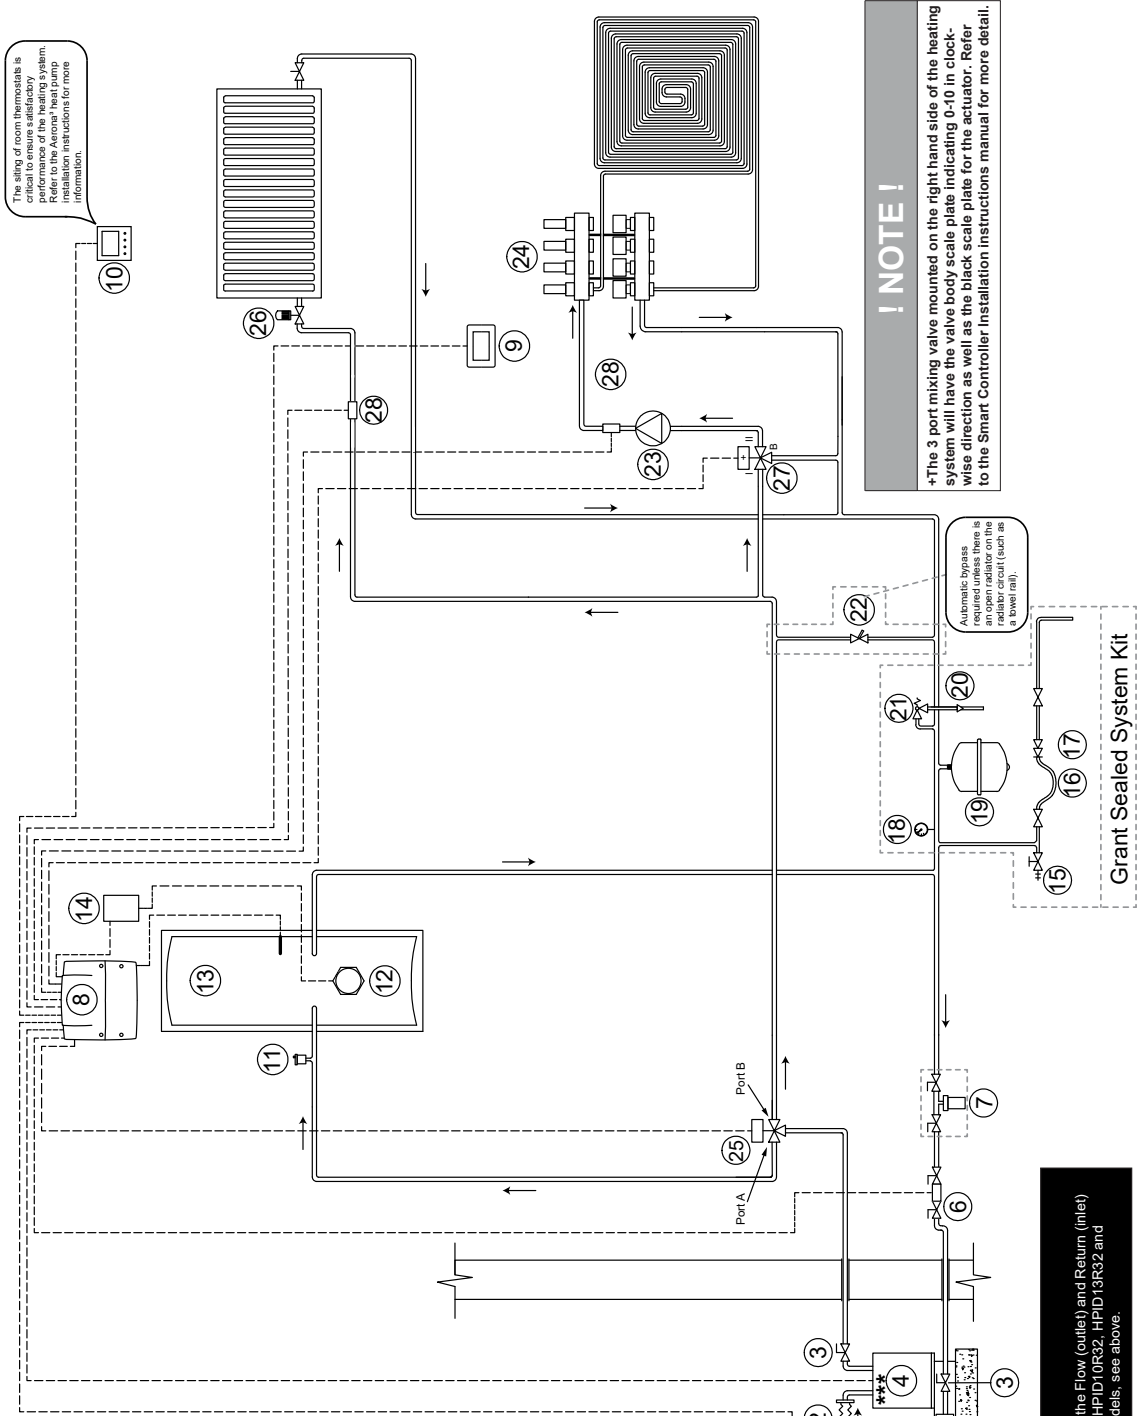 The siting of room thermostats is
critical to ensure satisfactory
performance of the heating system.
Refer to the Aerona³ heat pump
installation instructions for more
information.
10
26
28
9
24
28
23
27
I
II
B
+
! NOTE !
+The 3 port mixing valve mounted on the right hand side of the heating
system will have the valve body scale plate indicating 0-10 in clock-
wise direction as well as the black scale plate for the actuator. Refer
to the Smart Controller Installation instructions manual for more detail.
Automatic bypass
required unless there is
an open radiator on the
radiator circuit (such as
a towel rail).
22
21
20
19
18
17
16
15
Grant Sealed System Kit
14
8
13
12
11
25
Port A
Port B
7
6
3
4
3
the Flow (outlet) and Return (inlet)
HPID10R32, HPID13R32 and
dels, see above.